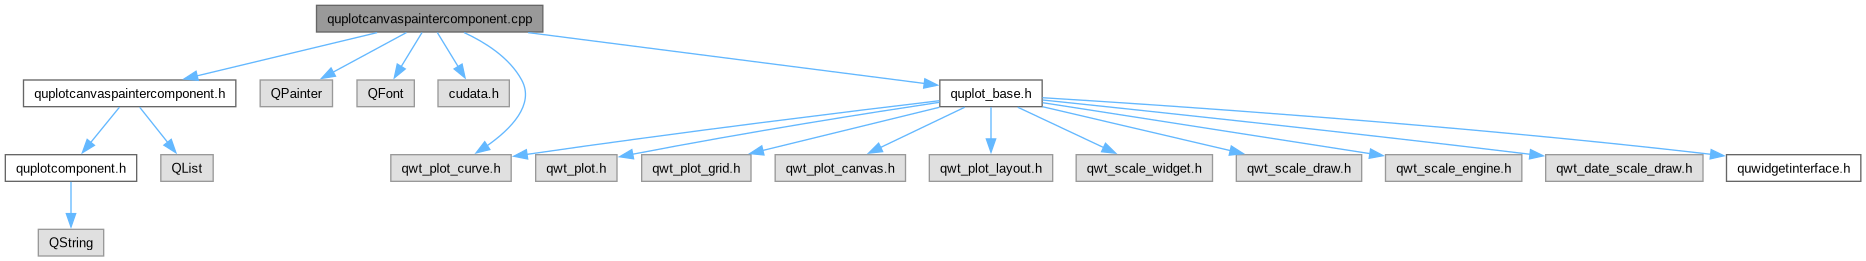 quplotcanvaspaintercomponent.cpp
quplotcanvaspaintercomponent.h
QPainter
QFont
cudata.h
quplot_base.h
quplotcomponent.h
QList
qwt_plot_curve.h
qwt_plot.h
qwt_plot_grid.h
qwt_plot_canvas.h
qwt_plot_layout.h
qwt_scale_widget.h
qwt_scale_draw.h
qwt_scale_engine.h
qwt_date_scale_draw.h
quwidgetinterface.h
QString